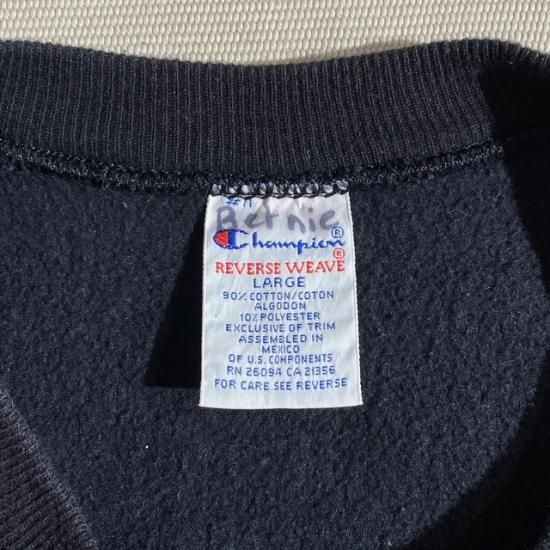 Bernie
Champion®
REVERSE WEAVE®
LARGE
90% COTTON/COTON
ALGODON
10% POLYESTER
EXCLUSIVE OF TRIM
ASSEMBLED IN
MEXICO
OF U.S. COMPONENTS
RN 26094 CA 21356
FOR CARE SEE REVERSE